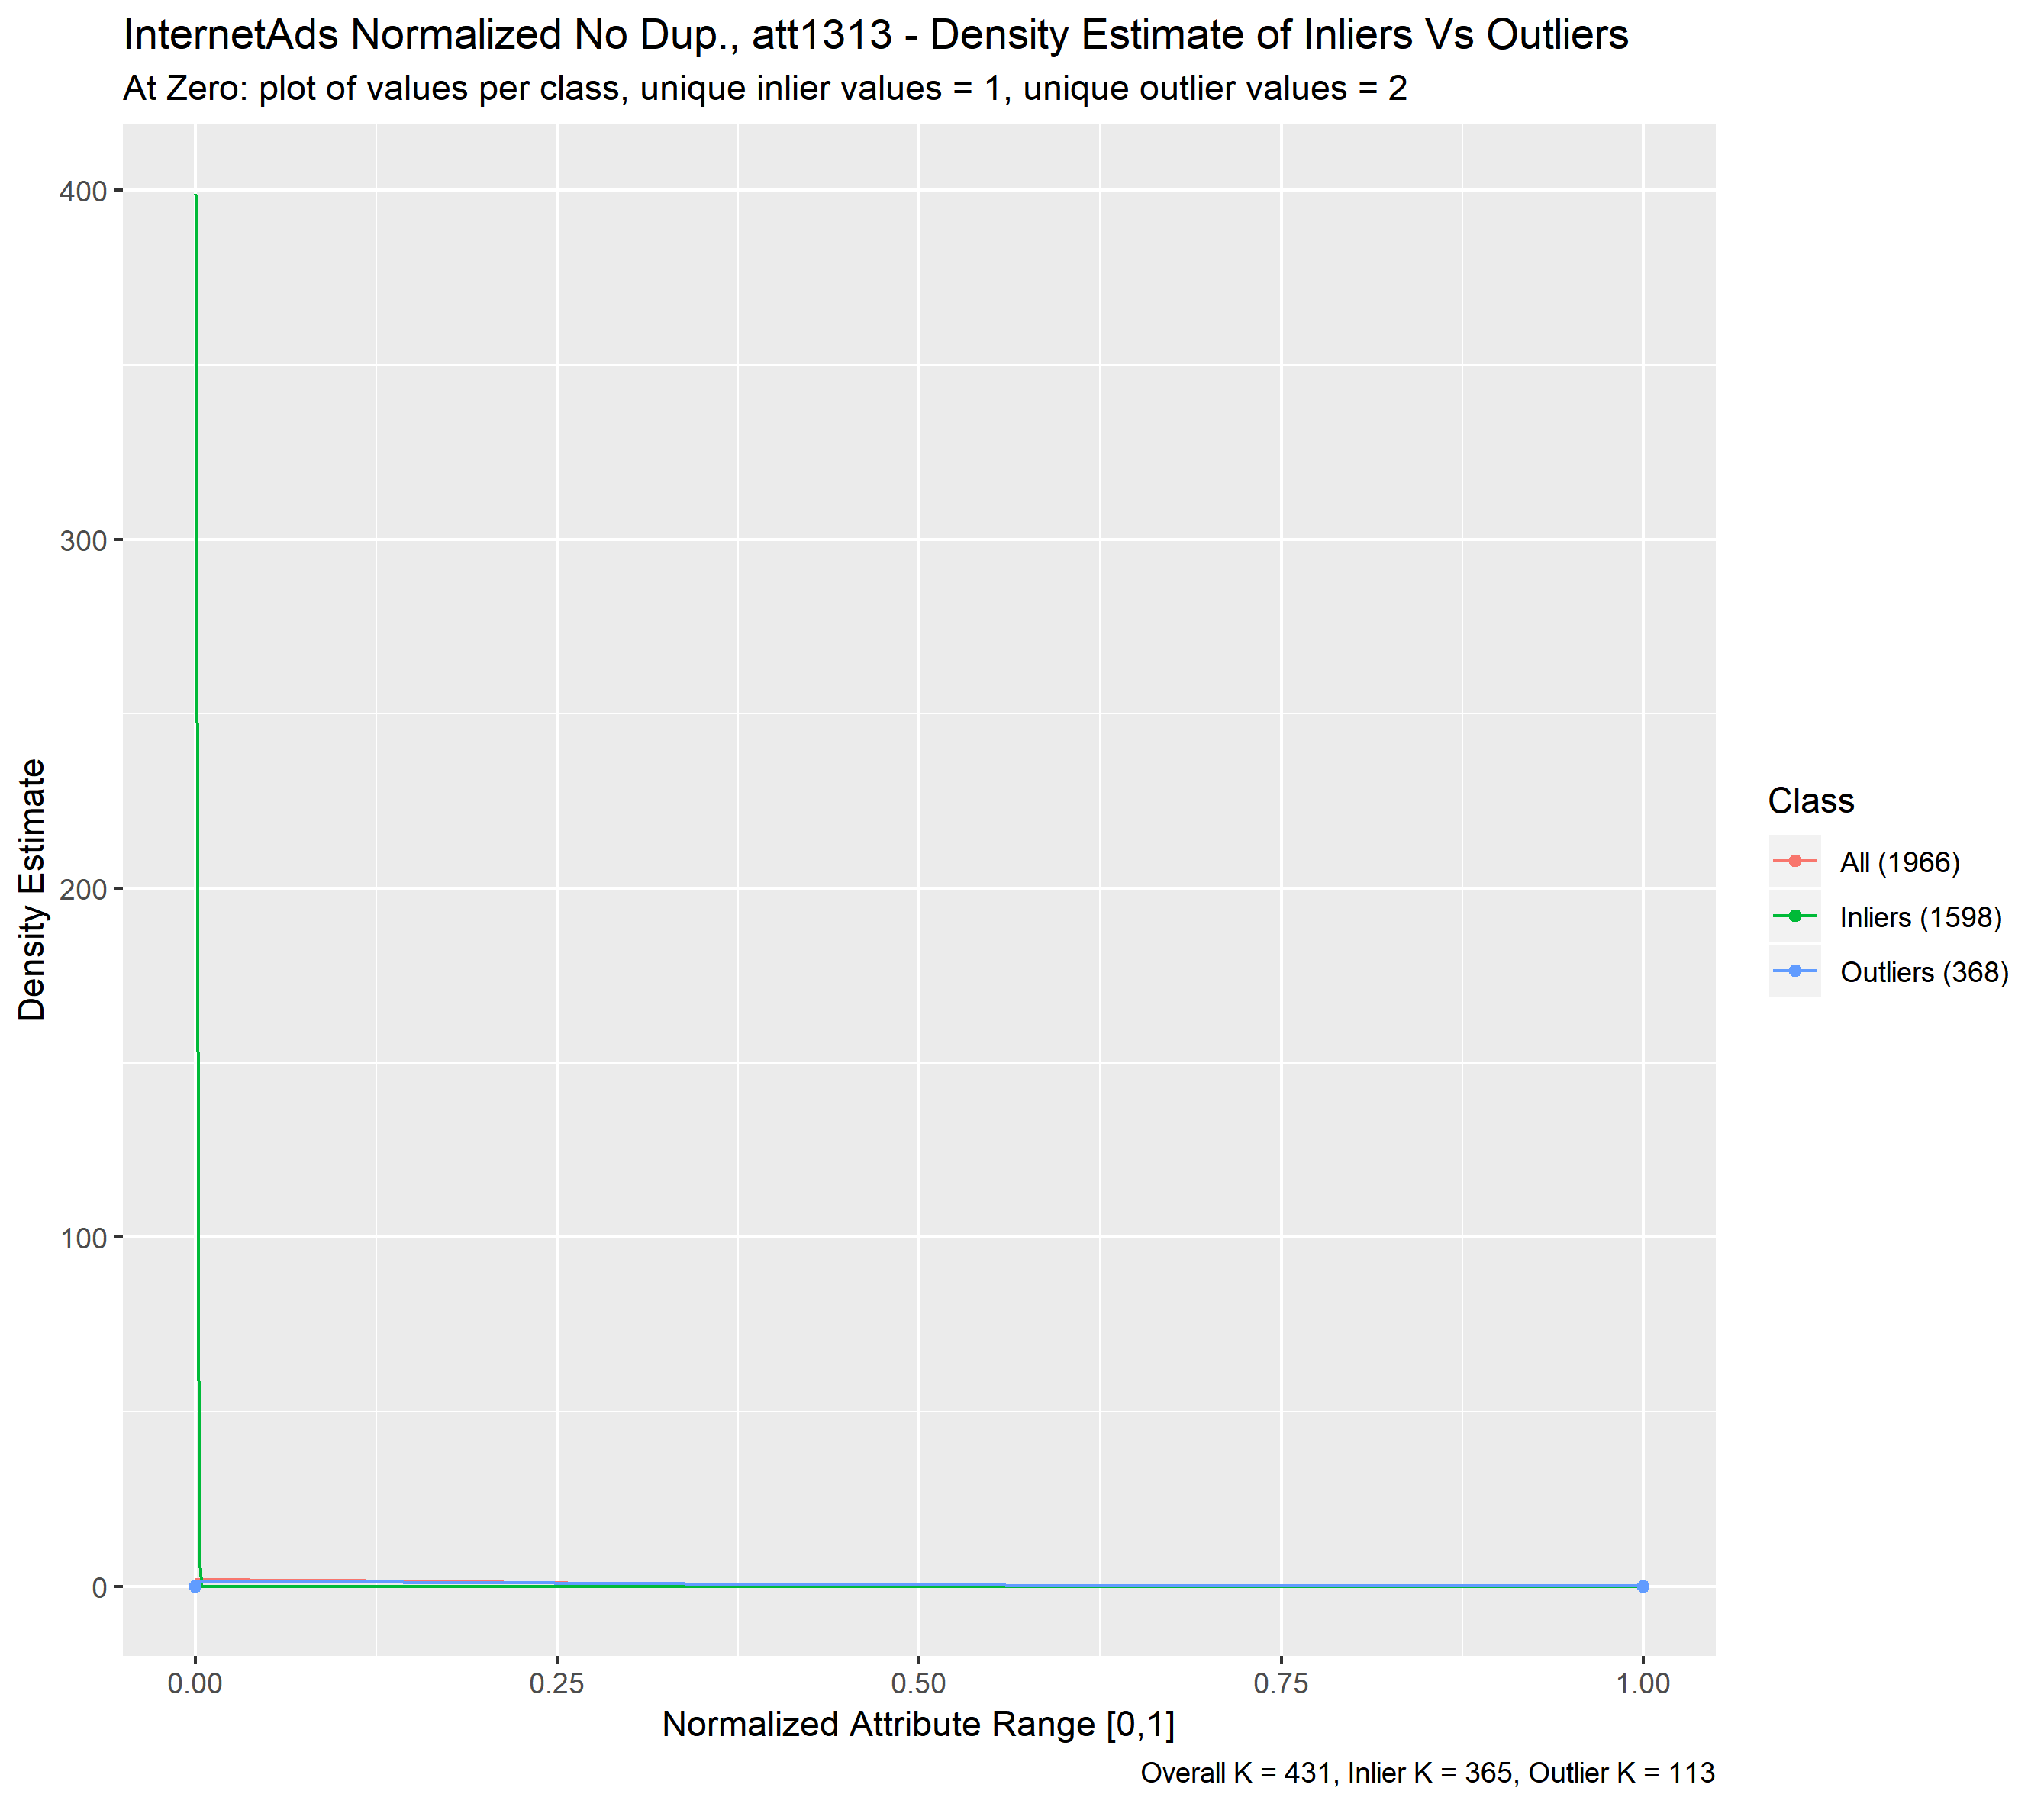 InternetAds Normalized No Dup., att1313 - Density Estimate of Inliers Vs Outliers
At Zero: plot of values per class, unique inlier values = 1, unique outlier values = 2
400
300
200
100
0
Density Estimate
0.00
0.25
0.50
0.75
1.00
Normalized Attribute Range [0,1]
Overall K = 431, Inlier K = 365, Outlier K = 113
Class
All (1966)
Inliers (1598)
Outliers (368)